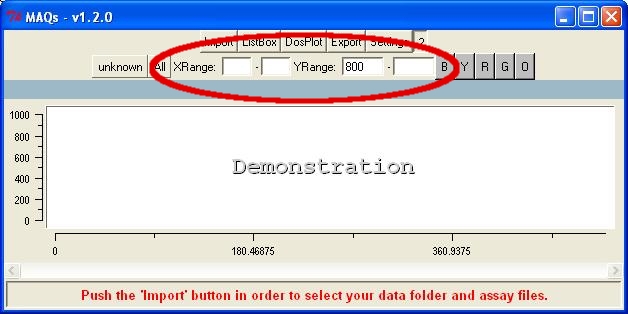 MAQs - v1.2.0
Import ListBox DosPlot Export Settings ?
unknown All XRange: - YRange: 800 - B Y R G O
1000
800
600
400
200
0
Demonstration
0 180.46875 360.9375
Push the 'Import' button in order to select your data folder and assay files.